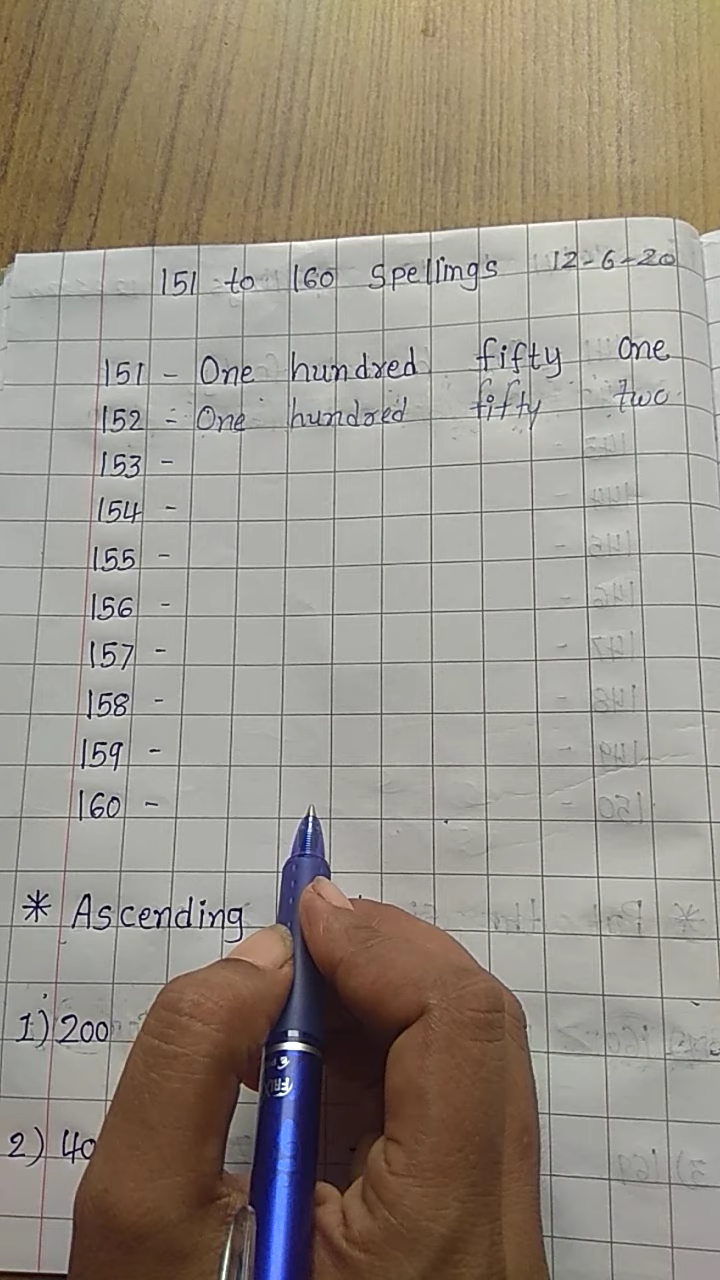 151 to 160 Spellings 12-6-20
151 - One hundred fifty one
152 - One hundred fifty two
153 -
154 -
155 -
156 -
157 -
158 -
159 -
160 -
* Ascending
1) 200
2) 40